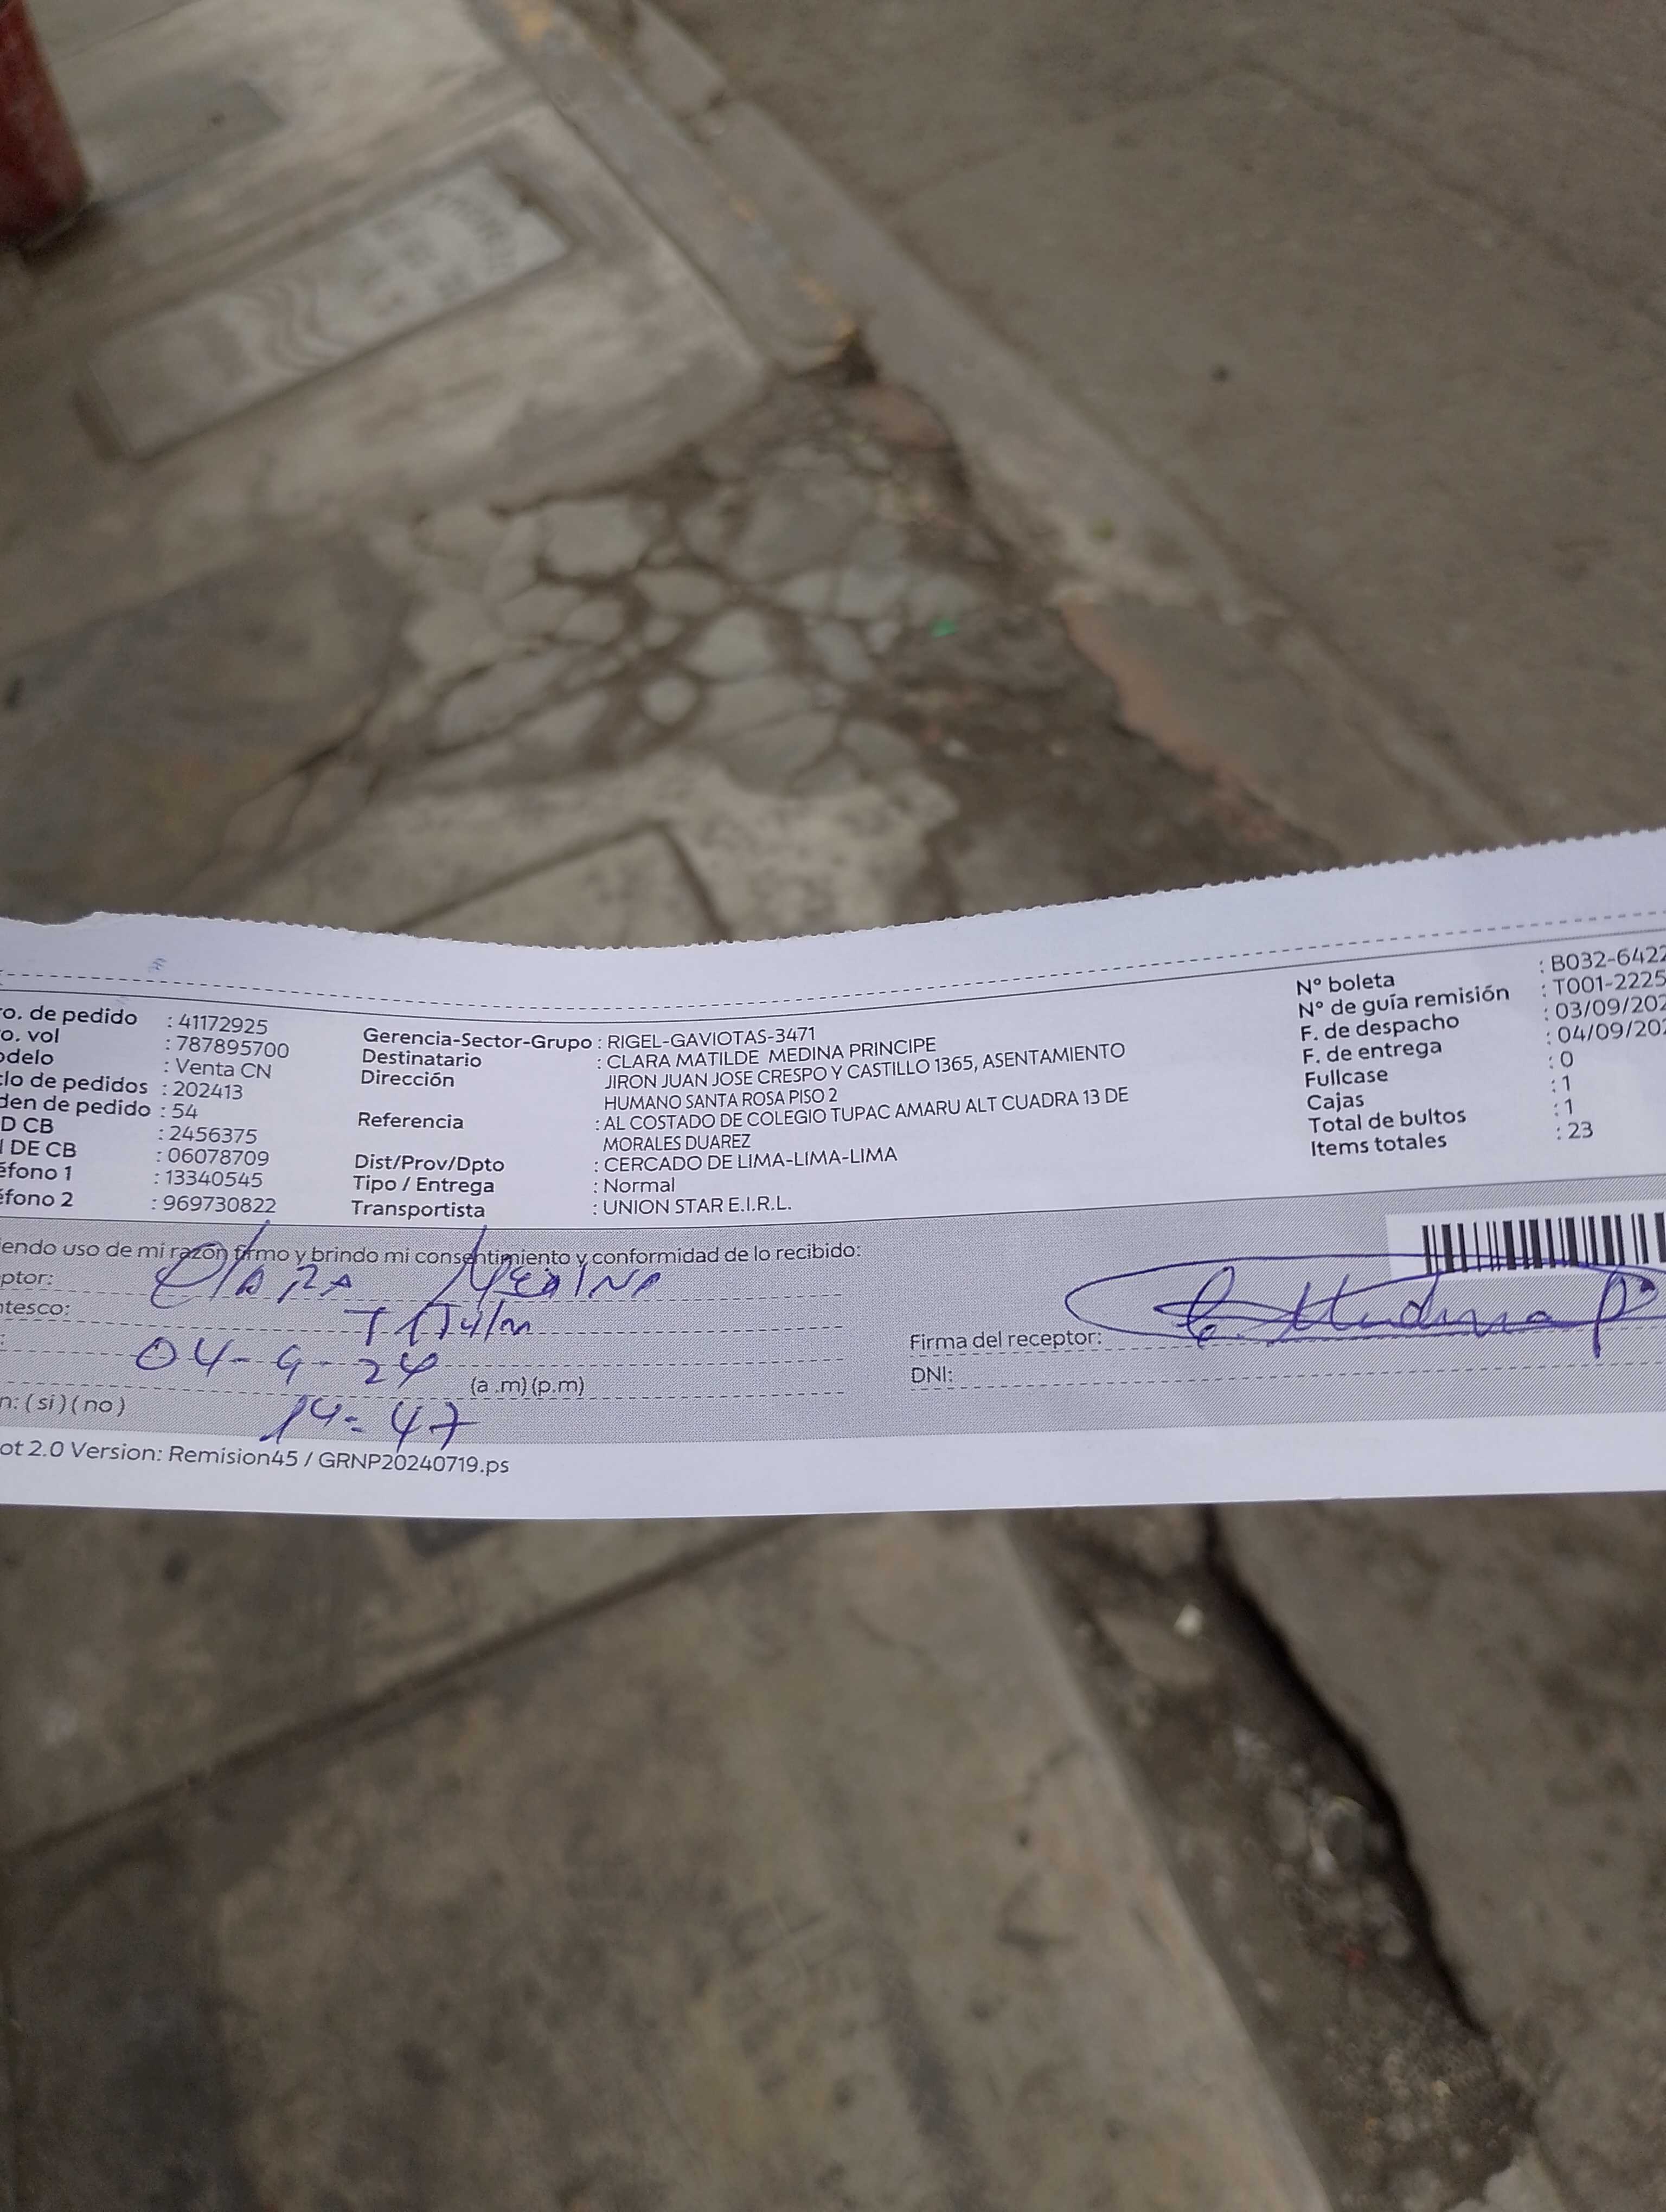 ro. de pedido : 41172925
ro. vol : 787895700
odelo : Venta CN
clo de pedidos : 202413
den de pedido : 54
D CB : 2456375
I DE CB : 06078709
éfono 1 : 13340545
éfono 2 : 969730822
Gerencia-Sector-Grupo : RIGEL-GAVIOTAS-3471
Destinatario : CLARA MATILDE MEDINA PRINCIPE
Dirección JIRON JUAN JOSE CRESPO Y CASTILLO 1365, ASENTAMIENTO
HUMANO SANTA ROSA PISO 2
Referencia : AL COSTADO DE COLEGIO TUPAC AMARU ALT CUADRA 13 DE
MORALES DUAREZ
Dist/Prov/Dpto : CERCADO DE LIMA-LIMA-LIMA
Tipo / Entrega : Normal
Transportista : UNION STAR E.I.R.L.
N° boleta : B032-6422
N° de guía remisión : T001-2225
F. de despacho : 03/09/202
F. de entrega : 04/09/202
Fullcase : 0
Cajas : 1
Total de bultos : 1
Items totales : 23
iendo uso de mi razón firmo y brindo mi consentimiento y conformidad de lo recibido:
ptor: Clara Medina
ntesco:
: 04-9-24
(a .m) (p.m)
n: ( si ) ( no ) 14:47
Firma del receptor: C. Medina P
DNI:
ot 2.0 Version: Remision45 / GRNP20240719.ps